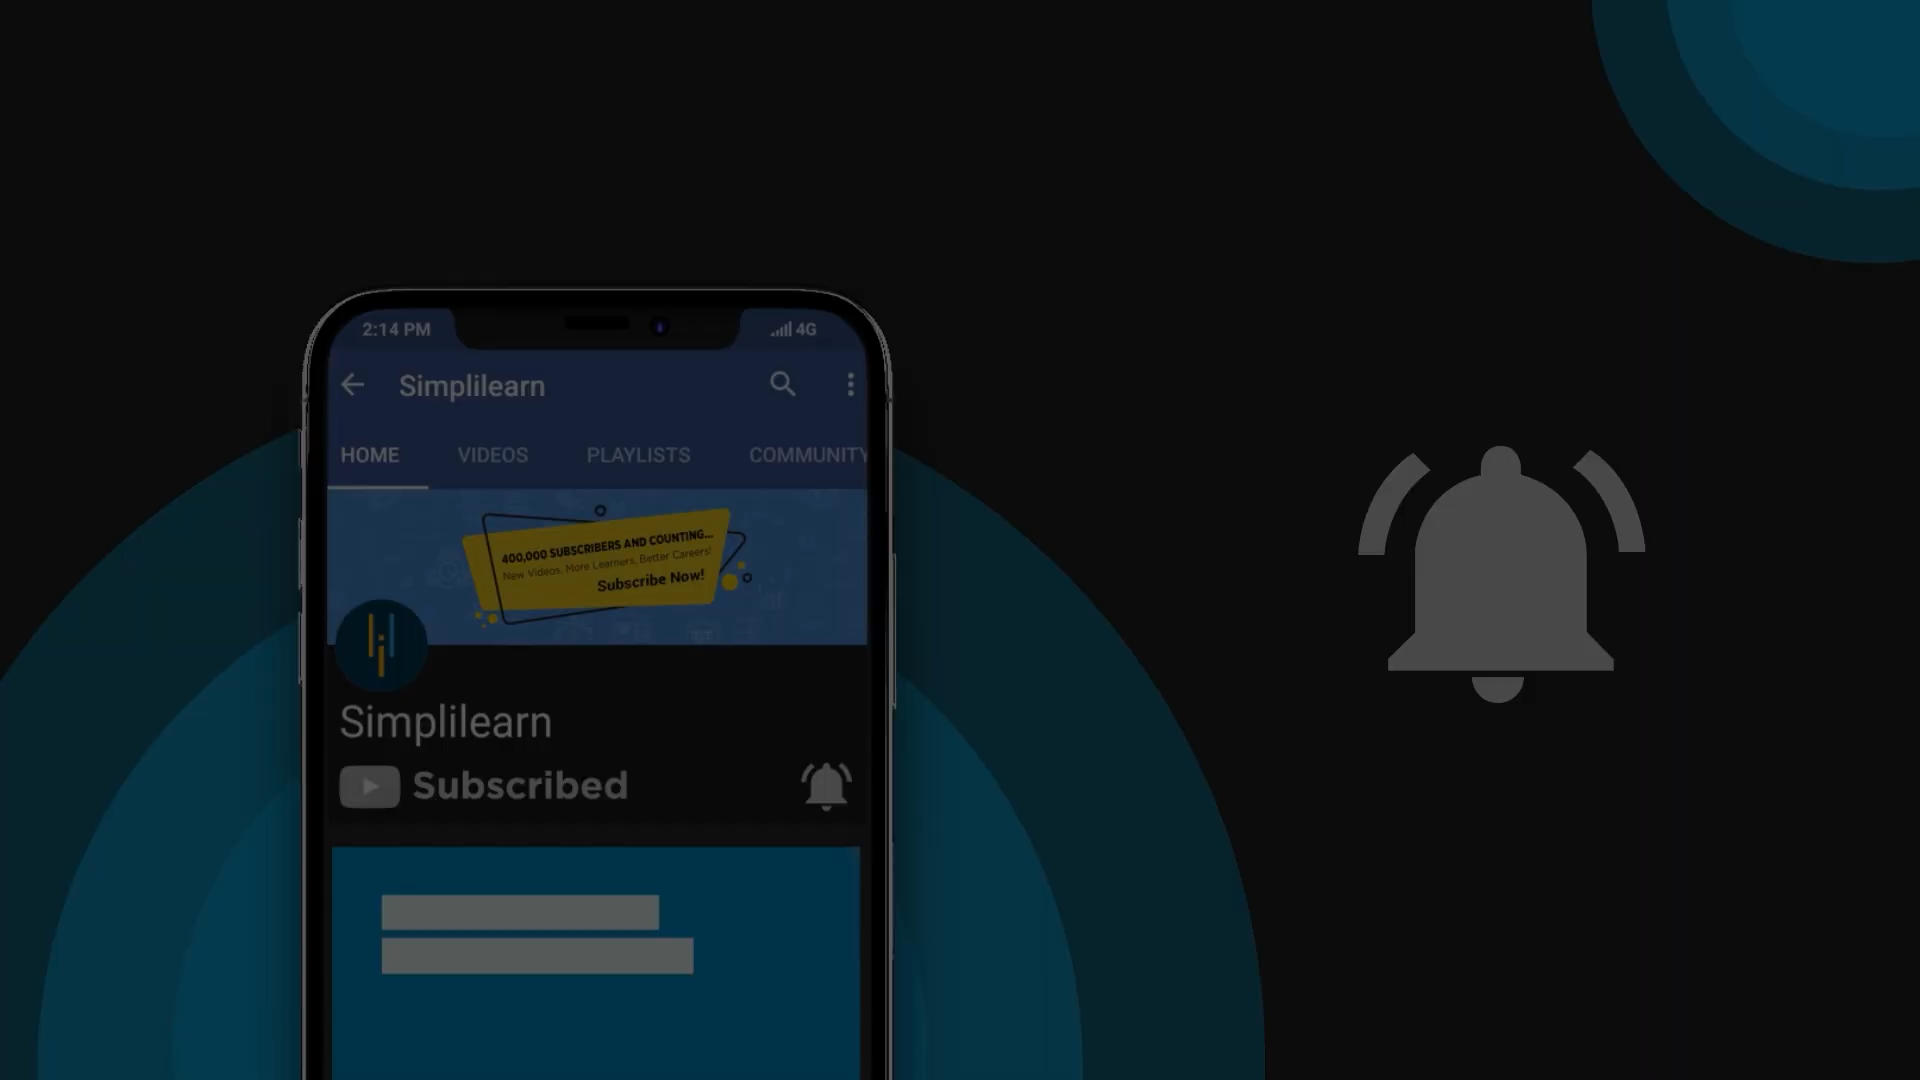 2:14 PM
4G
Simplilearn
HOME VIDEOS PLAYLISTS COMMUNITY
400,000 SUBSCRIBERS AND COUNTING...
New Videos, More Learners, Better Careers!
Subscribe Now!
Simplilearn
Subscribed